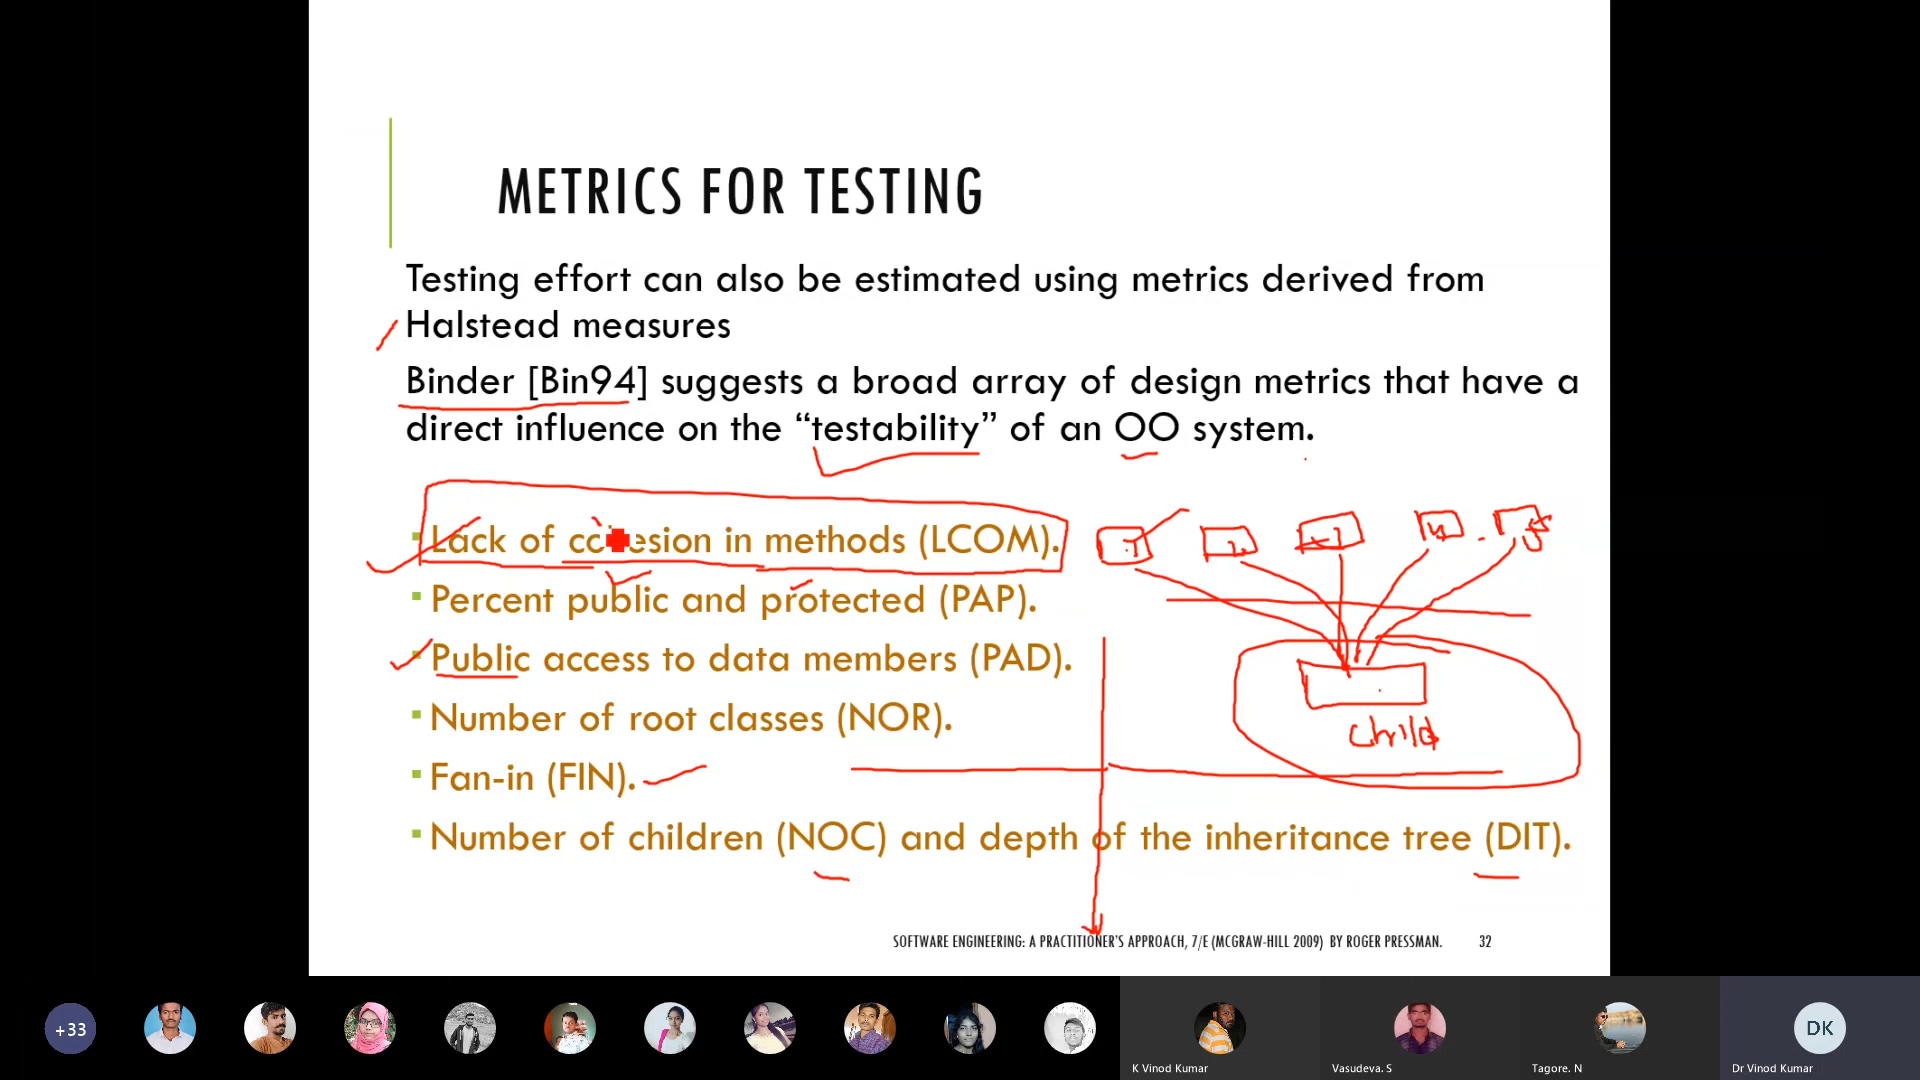 METRICS FOR TESTING
Testing effort can also be estimated using metrics derived from
Halstead measures
Binder [Bin94] suggests a broad array of design metrics that have a
direct influence on the “testability” of an OO system.
Lack of cohesion in methods (LCOM).
Percent public and protected (PAP).
Public access to data members (PAD).
child
Number of root classes (NOR).
Fan-in (FIN).
Number of children (NOC) and depth of the inheritance tree (DIT).
SOFTWARE ENGINEERING: A PRACTITIONER'S APPROACH, 7/E (MCGRAW-HILL 2009) BY ROGER PRESSMAN. 32
+33
DK
K Vinod Kumar Vasudeva. S Tagore. N Dr Vinod Kumar